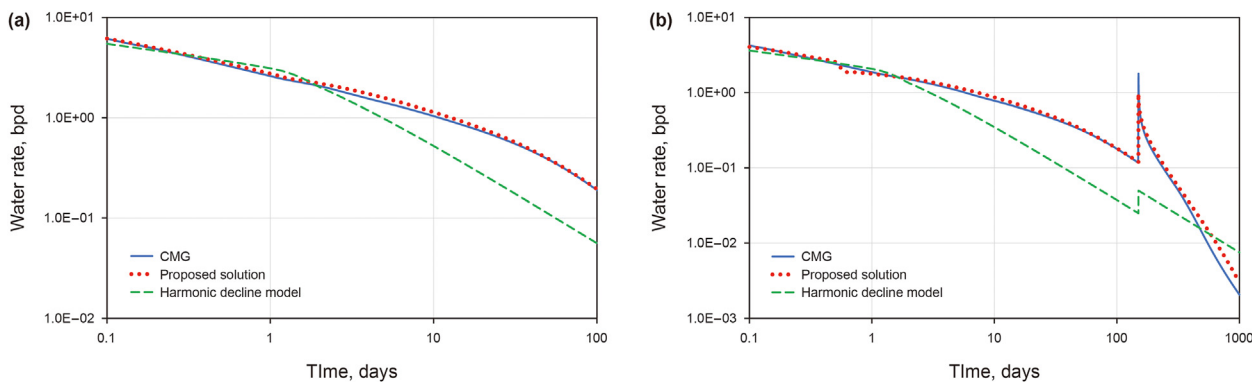 (a)
1.0E+01
1.0E+00
1.0E–01
1.0E–02
Water rate, bpd
CMG
Proposed solution
Harmonic decline model
0.1
1
10
100
TIme, days
(b)
1.0E+01
1.0E+00
1.0E–01
1.0E–02
1.0E–03
Water rate, bpd
CMG
Proposed solution
Harmonic decline model
0.1
1
10
100
1000
TIme, days